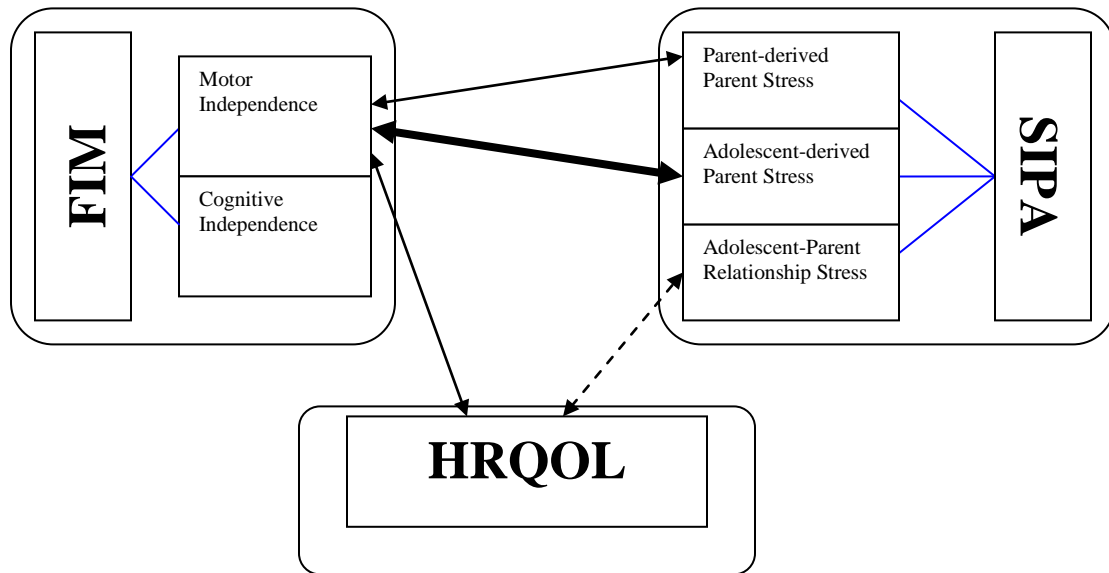 FIM
Motor
Independence
Cognitive
Independence
Parent-derived
Parent Stress
Adolescent-derived
Parent Stress
Adolescent-Parent
Relationship Stress
SIPA
HRQOL